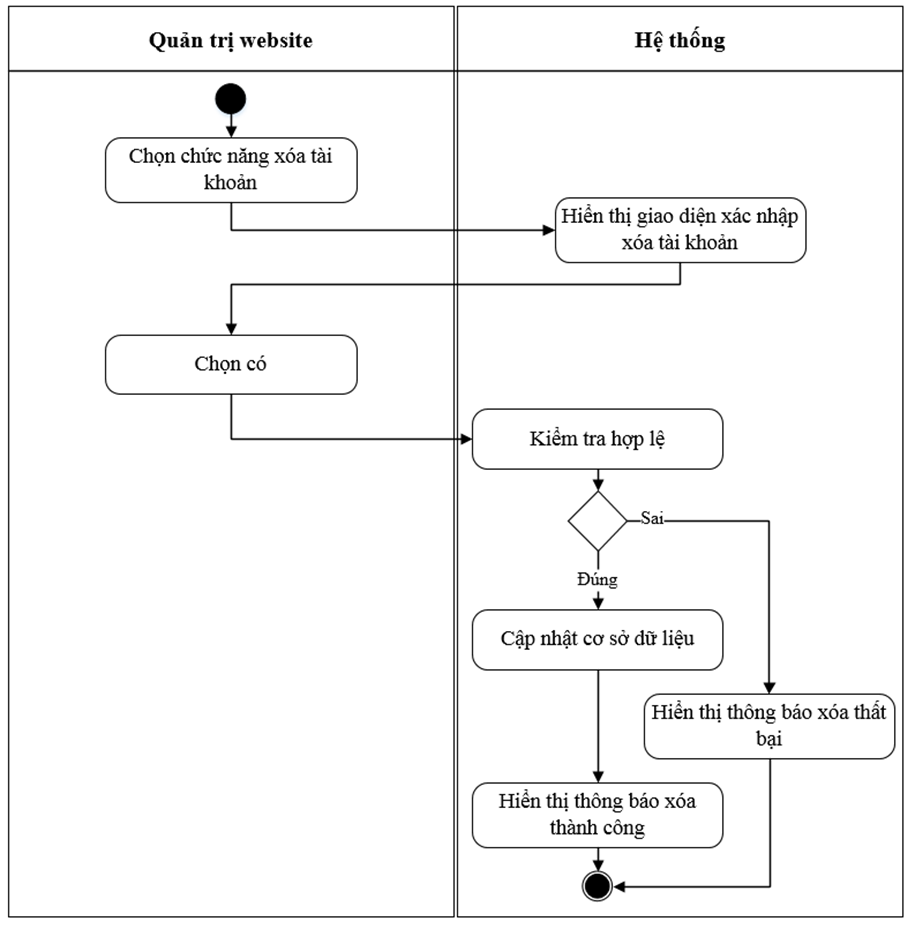 Quản trị website
Hệ thống
Chọn chức năng xóa tài
khoản
Hiển thị giao diện xác nhập
xóa tài khoản
Chọn có
Kiểm tra hợp lệ
Sai
Đúng
Cập nhật cơ sở dữ liệu
Hiển thị thông báo xóa thất
bại
Hiển thị thông báo xóa
thành công